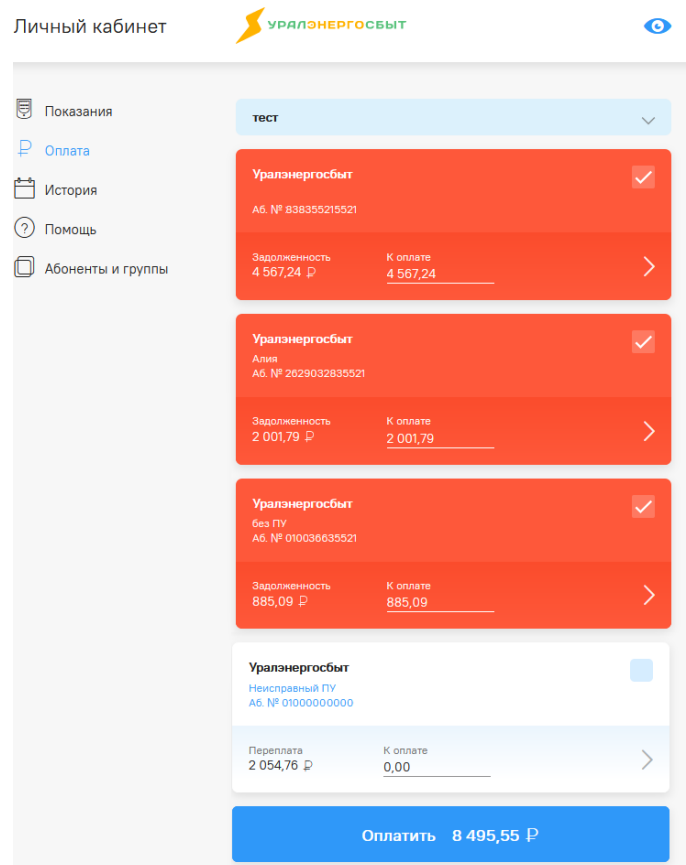 Личный кабинет
УРАЛЭНЕРГОСБЫТ
Показания
Оплата
История
Помощь
Абоненты и группы
тест
Уралэнергосбыт
Аб. № 838355215521
Задолженность
К оплате
4 567,24 ₽
4 567,24
Уралэнергосбыт
Алия
Аб. № 2629032835521
Задолженность
К оплате
2 001,79 ₽
2 001,79
Уралэнергосбыт
без ПУ
Аб. № 010036635521
Задолженность
К оплате
885,09 ₽
885,09
Уралэнергосбыт
Неисправный ПУ
Аб. № 01000000000
Переплата
К оплате
2 054,76 ₽
0,00
Оплатить 8 495,55 ₽